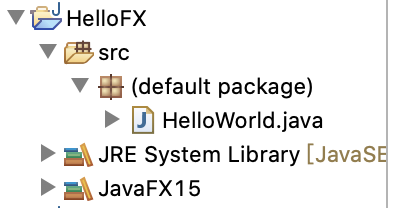 HelloFX
src
(default package)
HelloWorld.java
JRE System Library [JavaSE
JavaFX15